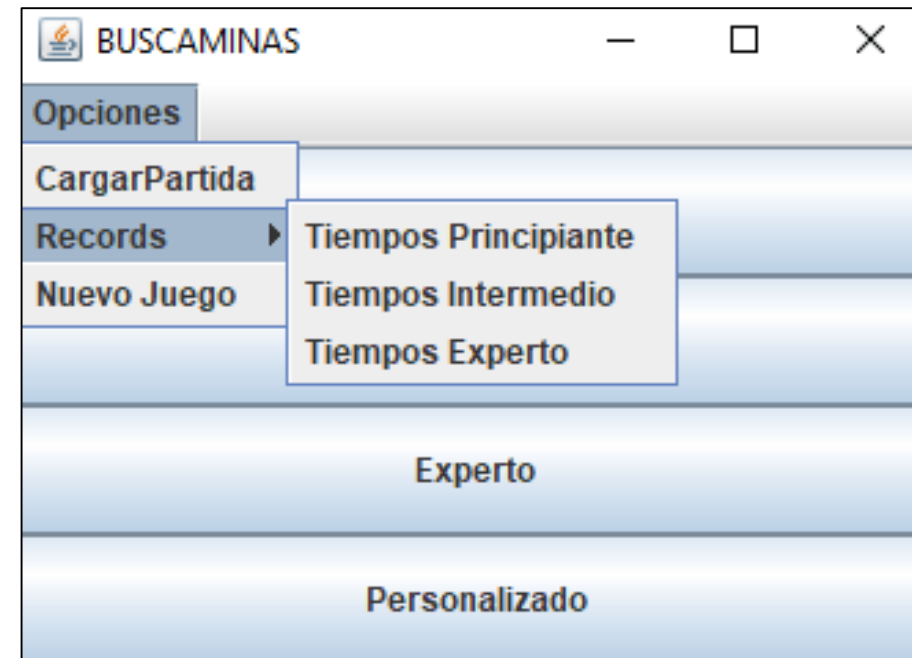 BUSCAMINAS
Opciones
CargarPartida
Records
Nuevo Juego
Tiempos Principiante
Tiempos Intermedio
Tiempos Experto
Experto
Personalizado